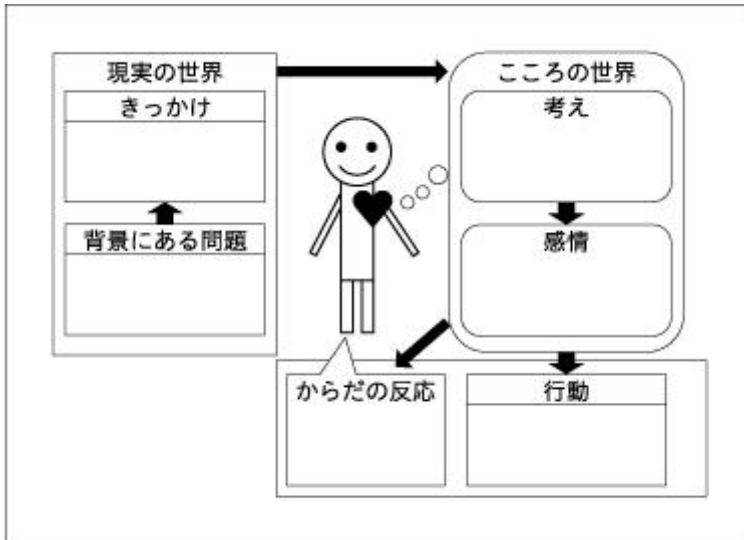 現実の世界
きっかけ
背景にある問題
こころの世界
考え
感情
からだの反応
行動